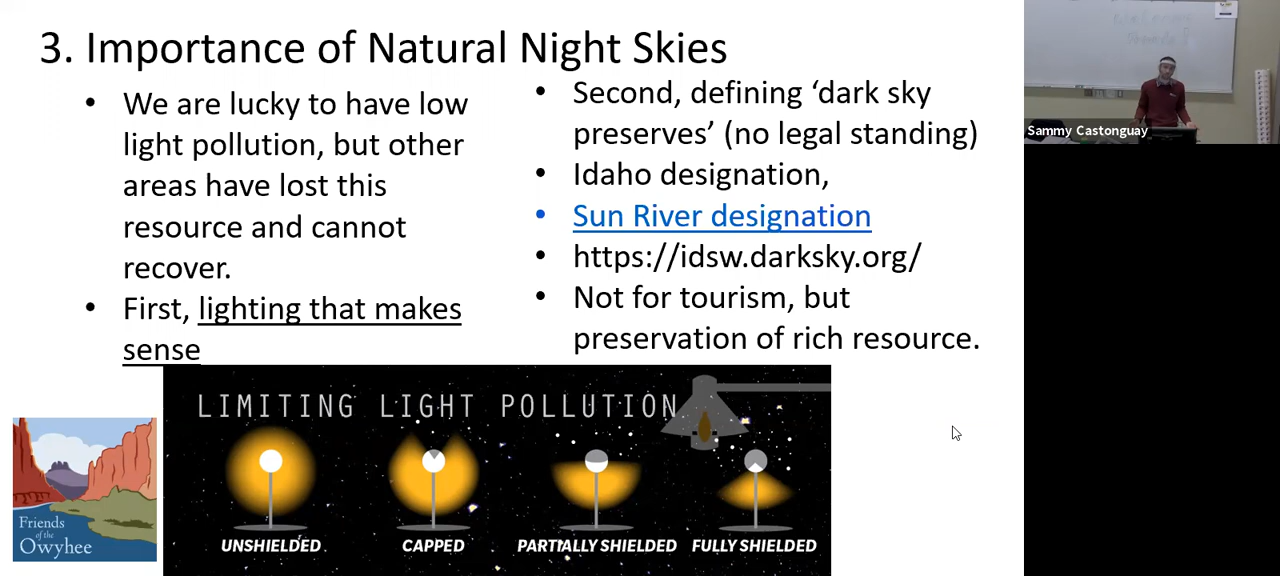 3. Importance of Natural Night Skies
• We are lucky to have low
light pollution, but other
areas have lost this
resource and cannot
recover.
• First, lighting that makes
sense
• Second, defining ‘dark sky
preserves’ (no legal standing)
• Idaho designation,
• Sun River designation
• https://idsw.darksky.org/
• Not for tourism, but
preservation of rich resource.
LIMITING LIGHT POLLUTION
UNSHIELDED
CAPPED
PARTIALLY SHIELDED
FULLY SHIELDED
Friends
of the
Owyhee
Sammy Castonguay